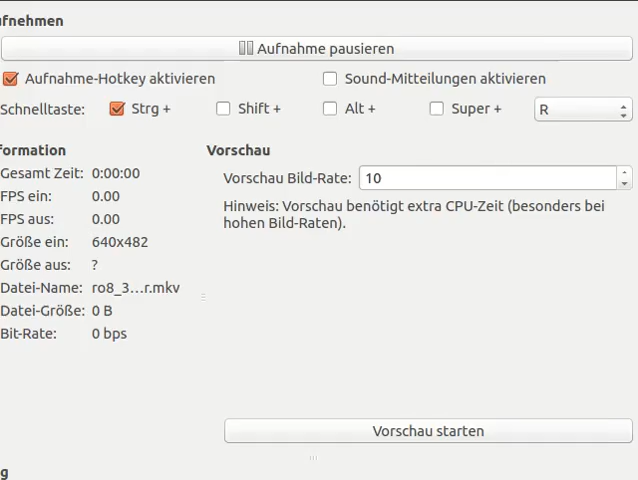 ufnehmen
Aufnahme pausieren
Aufnahme-Hotkey aktivieren Sound-Mitteilungen aktivieren
Schnelltaste: Strg + Shift + Alt + Super + R
formation Vorschau
Gesamt Zeit: 0:00:00
Vorschau Bild-Rate: 10
FPS ein: 0.00
Hinweis: Vorschau benötigt extra CPU-Zeit (besonders bei
hohen Bild-Raten).
FPS aus: 0.00
Größe ein: 640x482
Größe aus: ?
Datei-Name: ro8_3...r.mkv
Datei-Größe: 0 B
Bit-Rate: 0 bps
Vorschau starten
g